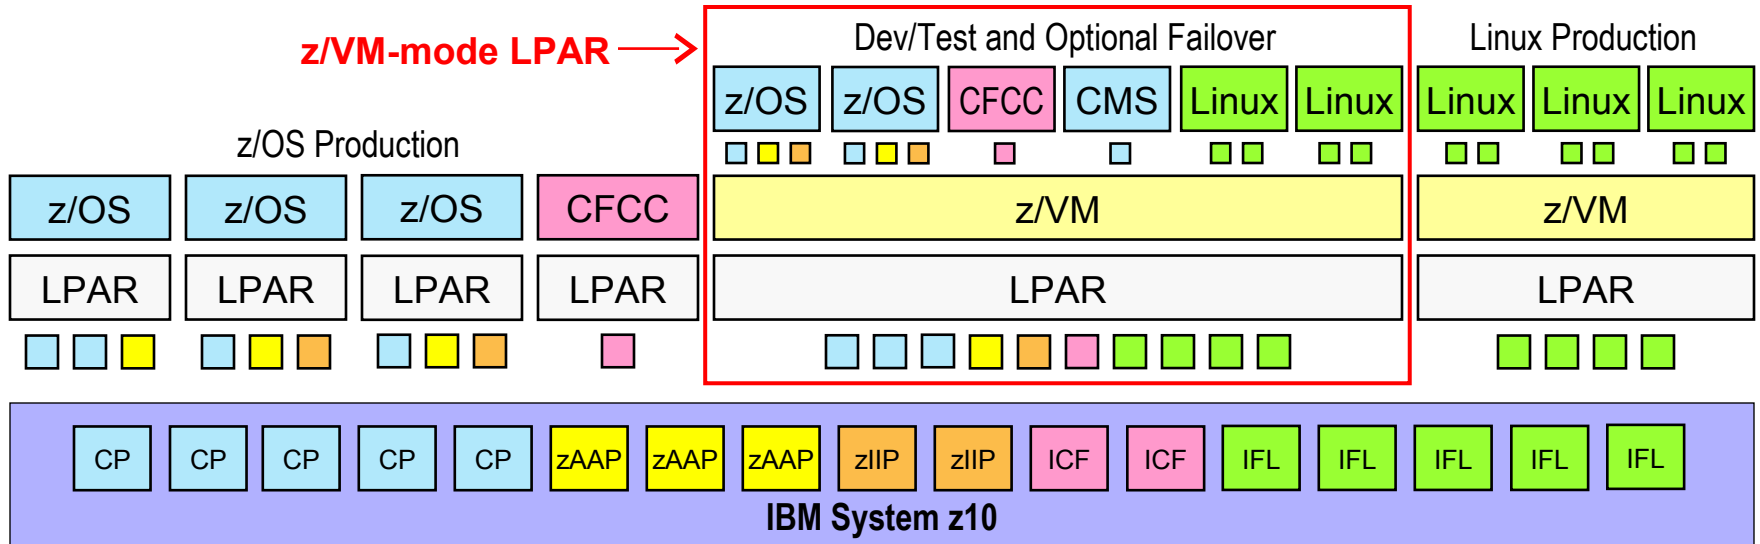 z/VM-mode LPAR
Dev/Test and Optional Failover
Linux Production
z/OS z/OS CFCC CMS Linux Linux Linux Linux Linux
z/OS Production
z/OS z/OS z/OS CFCC z/VM z/VM
LPAR LPAR LPAR LPAR LPAR LPAR
CP CP CP CP CP zAAP zAAP zAAP zIIP zIIP ICF ICF IFL IFL IFL IFL IFL
IBM System z10